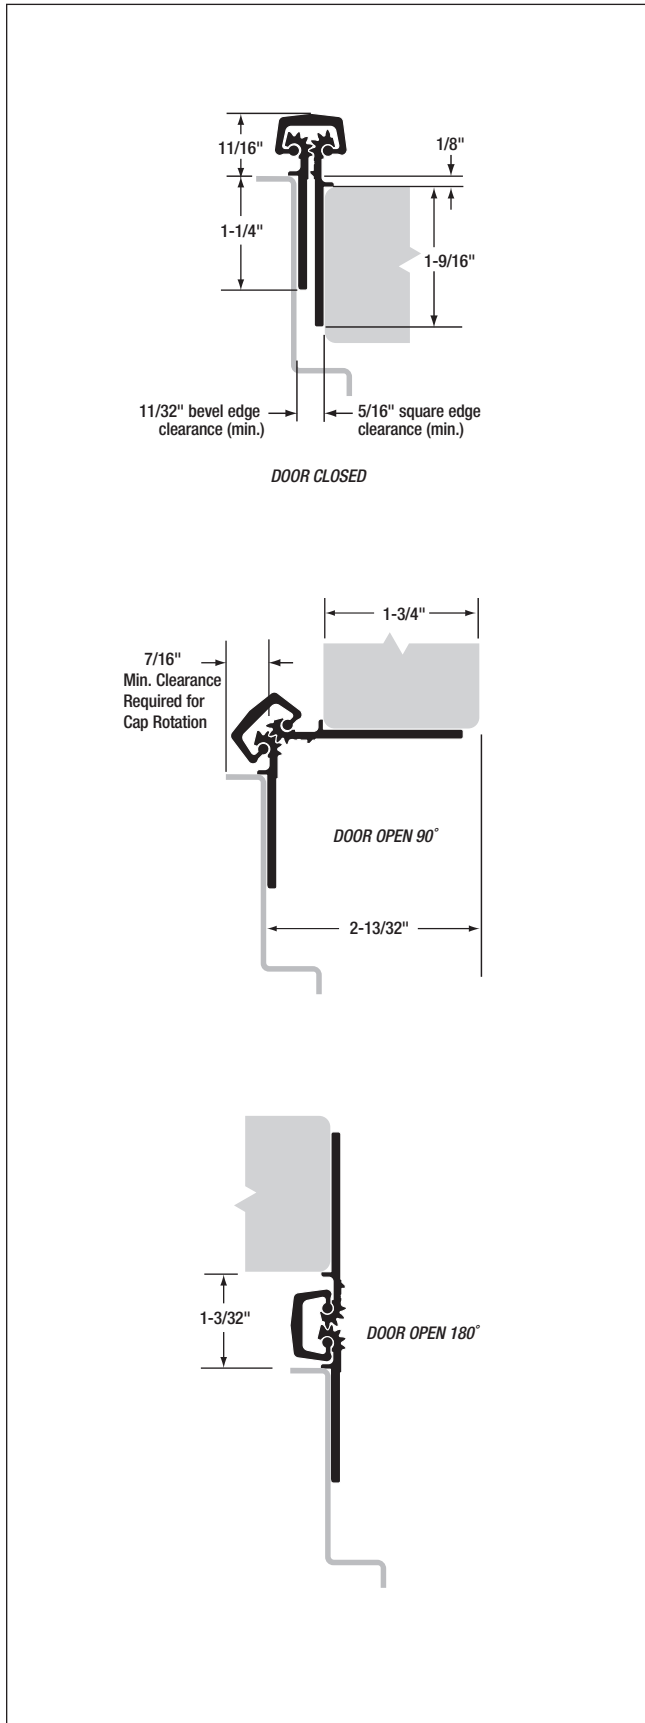 11/16"
1/8"
1-1/4"
1-9/16"
11/32" bevel edge
clearance (min.)
5/16" square edge
clearance (min.)
DOOR CLOSED
1-3/4"
7/16"
Min. Clearance
Required for
Cap Rotation
DOOR OPEN 90°
2-13/32"
1-3/32"
DOOR OPEN 180°